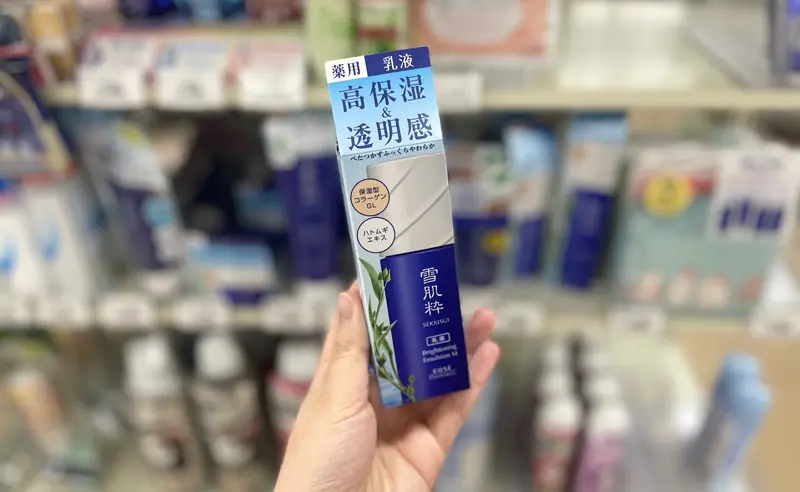 薬用 乳液
高保湿
&
透明感
べたつかずふっくらやわらか
保湿型
コラーゲン
GL
ハトムギ
エキス
雪肌粋
SEKKISUI
乳液
Brightening
Emulsion M
KOSÉ